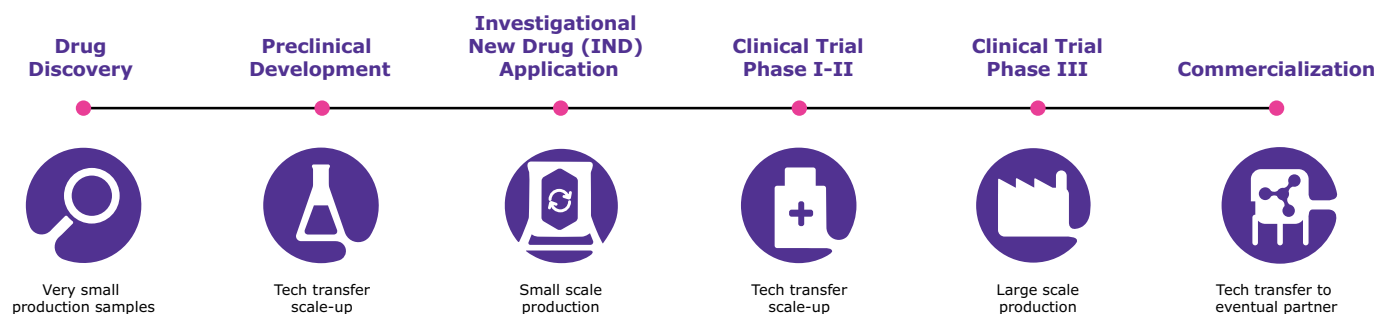 Drug
Discovery
Preclinical
Development
Investigational
New Drug (IND)
Application
Clinical Trial
Phase I-II
Clinical Trial
Phase III
Commercialization
Very small
production samples
Tech transfer
scale-up
Small scale
production
Tech transfer
scale-up
Large scale
production
Tech transfer to
eventual partner